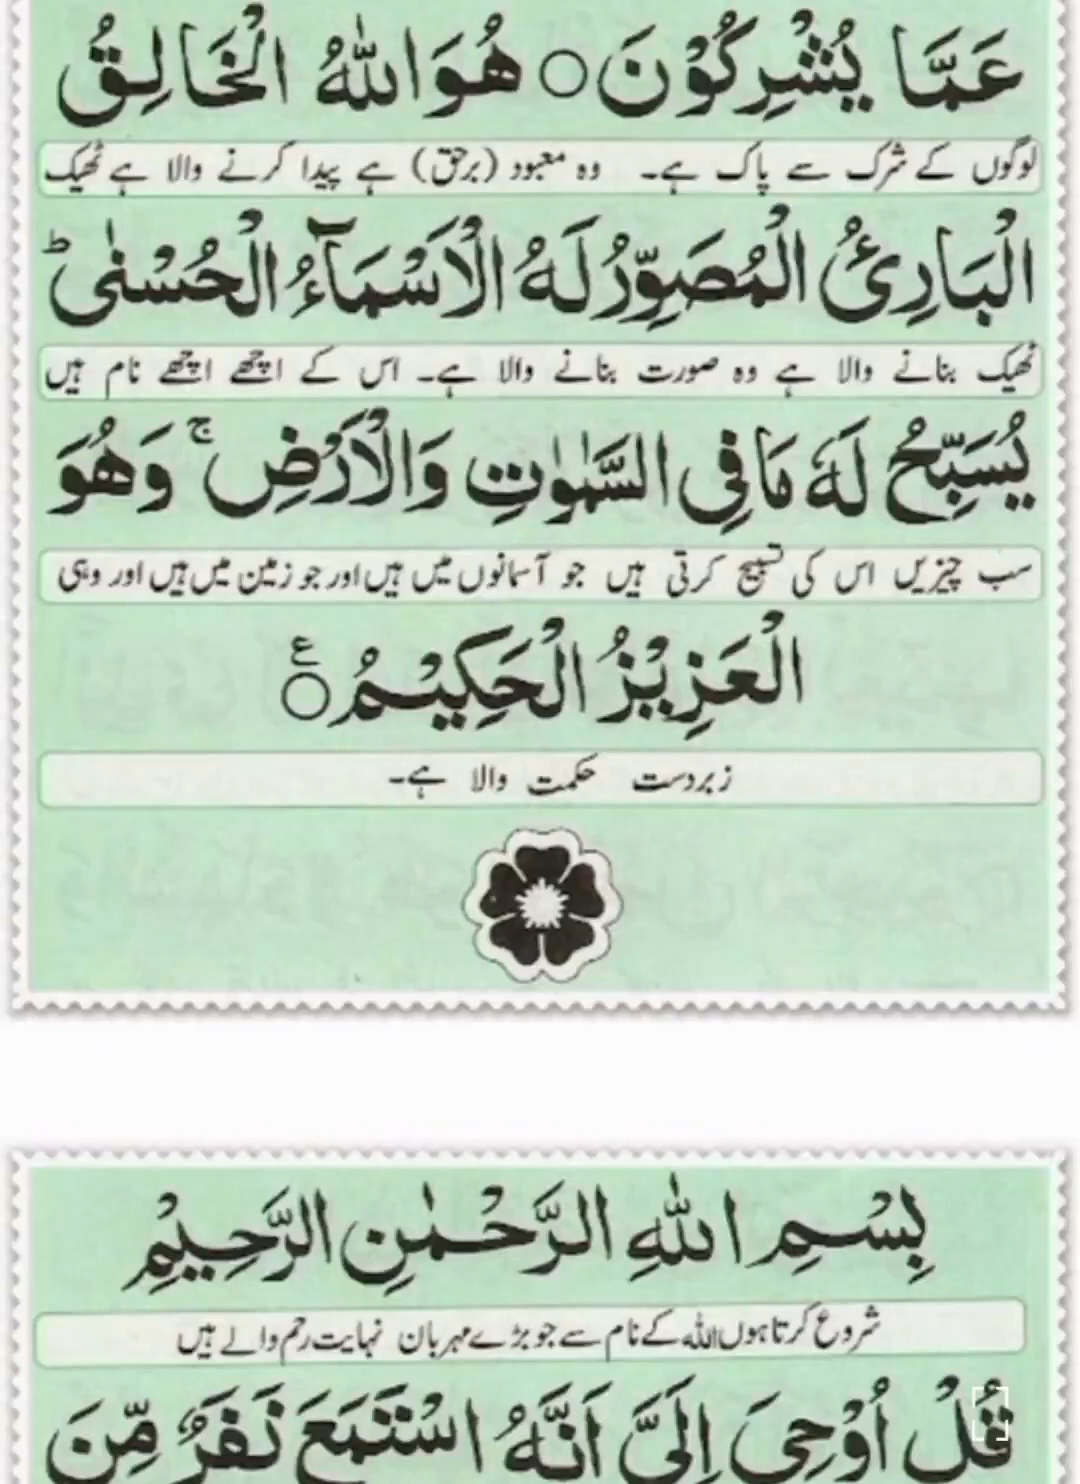 عَمَّا يُشْرِكُوْنَ ○ هُوَ اللّٰهُ الْخَالِقُ
لوگوں کے شرک سے پاک ہے۔ وہ معبود (برحق) ہے پیدا کرنے والا ہے ٹھیک
الْبَارِئُ الْمُصَوِّرُ لَهُ الْاَسْمَآءُ الْحُسْنٰى ؕ
ٹھیک بنانے والا ہے وہ صورت بنانے والا ہے۔ اس کے اچھے اچھے نام ہیں
يُسَبِّحُ لَهٗ مَا فِى السَّمٰوٰتِ وَالْاَرْضِ ۚ وَهُوَ
سب چیزیں اس کی تسبیح کرتی ہیں جو آسمانوں میں ہیں اور جو زمین میں ہیں اور وہی
الْعَزِيْزُ الْحَكِيْمُ ○ ع
زبردست حکمت والا ہے۔
بِسْمِ اللّٰهِ الرَّحْمٰنِ الرَّحِيْمِ
شروع کرتا ہوں اللہ کے نام سے جو بڑے مہربان نہایت رحم والے ہیں
قُلْ اُوْحِىَ اِلَىَّ اَنَّهُ اسْتَمَعَ نَفَرٌ مِّنَ